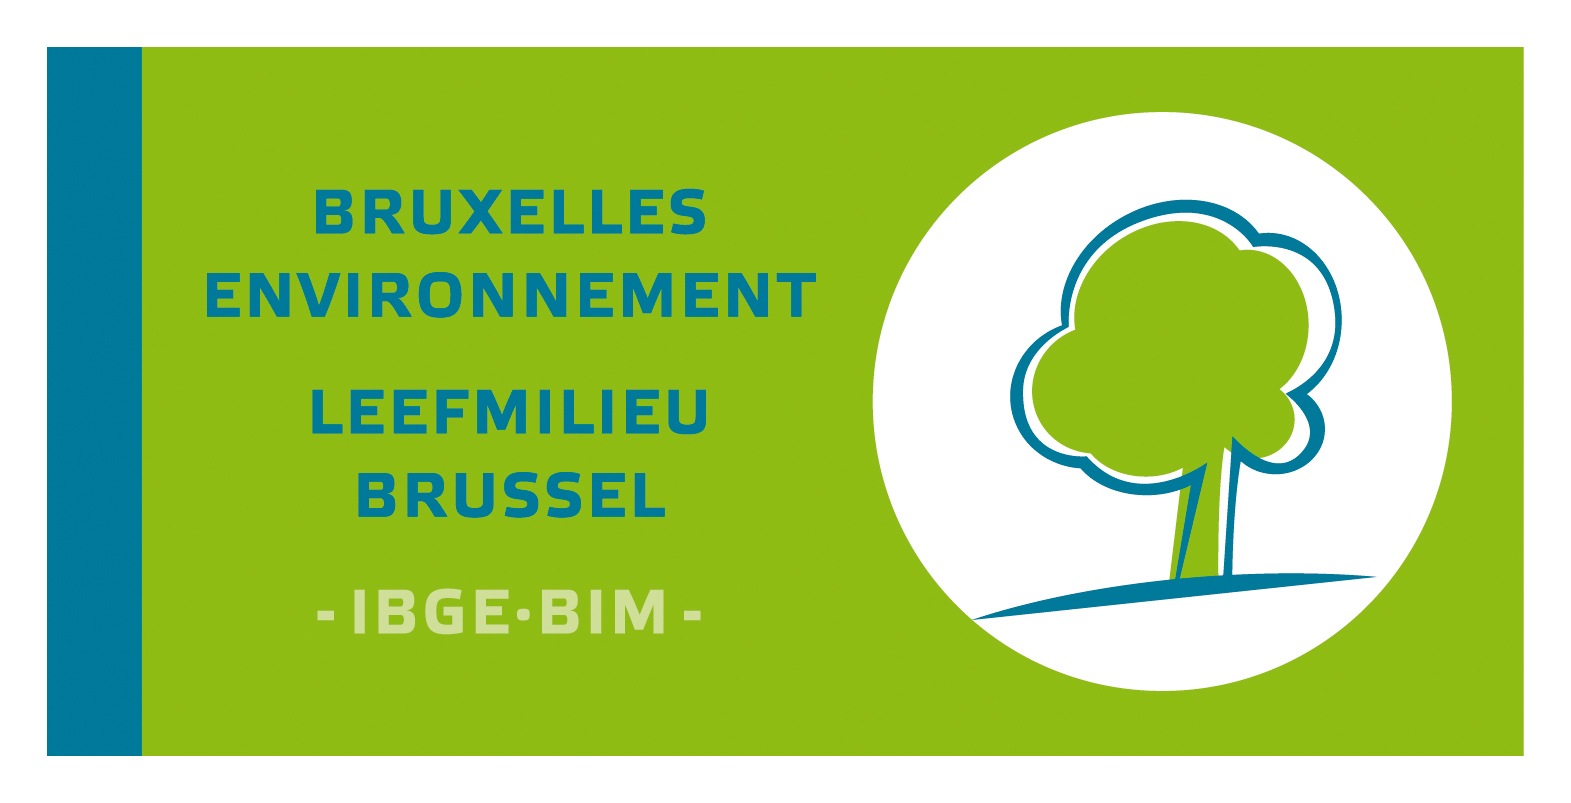 BRUXELLES
ENVIRONNEMENT
LEEFMILIEU
BRUSSEL
- IBGE·BIM -